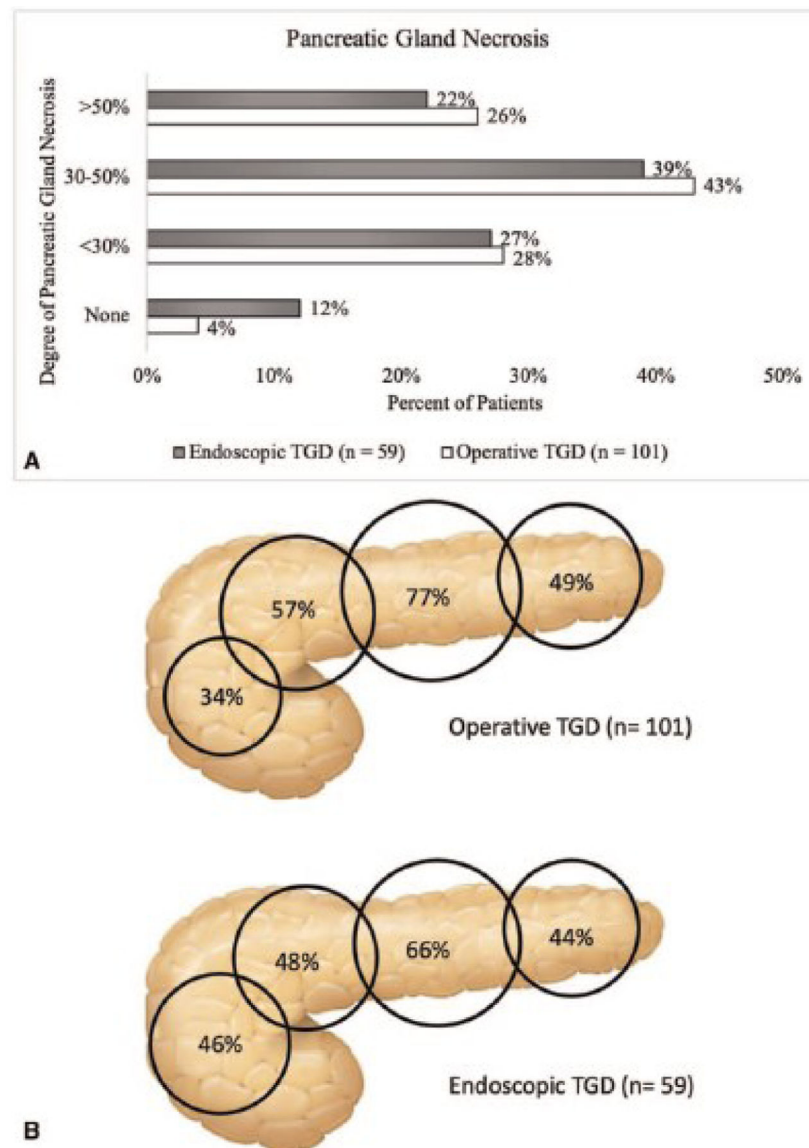 Pancreatic Gland Necrosis
Degree of Pancreatic Gland Necrosis
>50%
22%
26%
30-50%
39%
43%
<30%
27%
28%
None
12%
4%
0%
10%
20%
30%
40%
50%
Percent of Patients
Endoscopic TGD (n = 59)
Operative TGD (n = 101)
A
57%
77%
49%
34%
Operative TGD (n= 101)
48%
66%
44%
46%
Endoscopic TGD (n= 59)
B